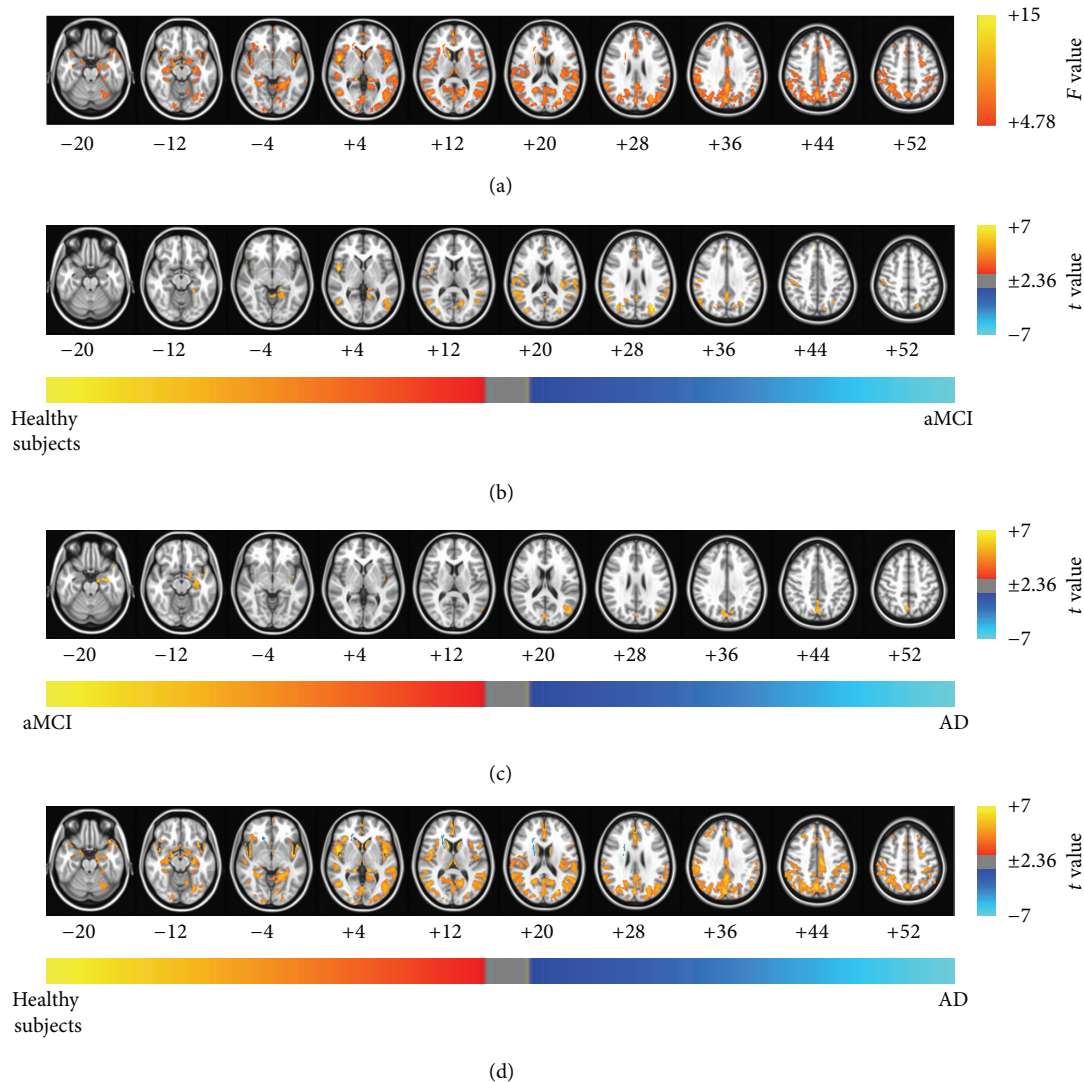 +15
F value
+4.78
−20 −12 −4 +4 +12 +20 +28 +36 +44 +52
(a)
+7
±2.36
t value
−7
−20 −12 −4 +4 +12 +20 +28 +36 +44 +52
Healthy
subjects
aMCI
(b)
+7
±2.36
t value
−7
−20 −12 −4 +4 +12 +20 +28 +36 +44 +52
aMCI
AD
(c)
+7
±2.36
t value
−7
−20 −12 −4 +4 +12 +20 +28 +36 +44 +52
Healthy
subjects
AD
(d)